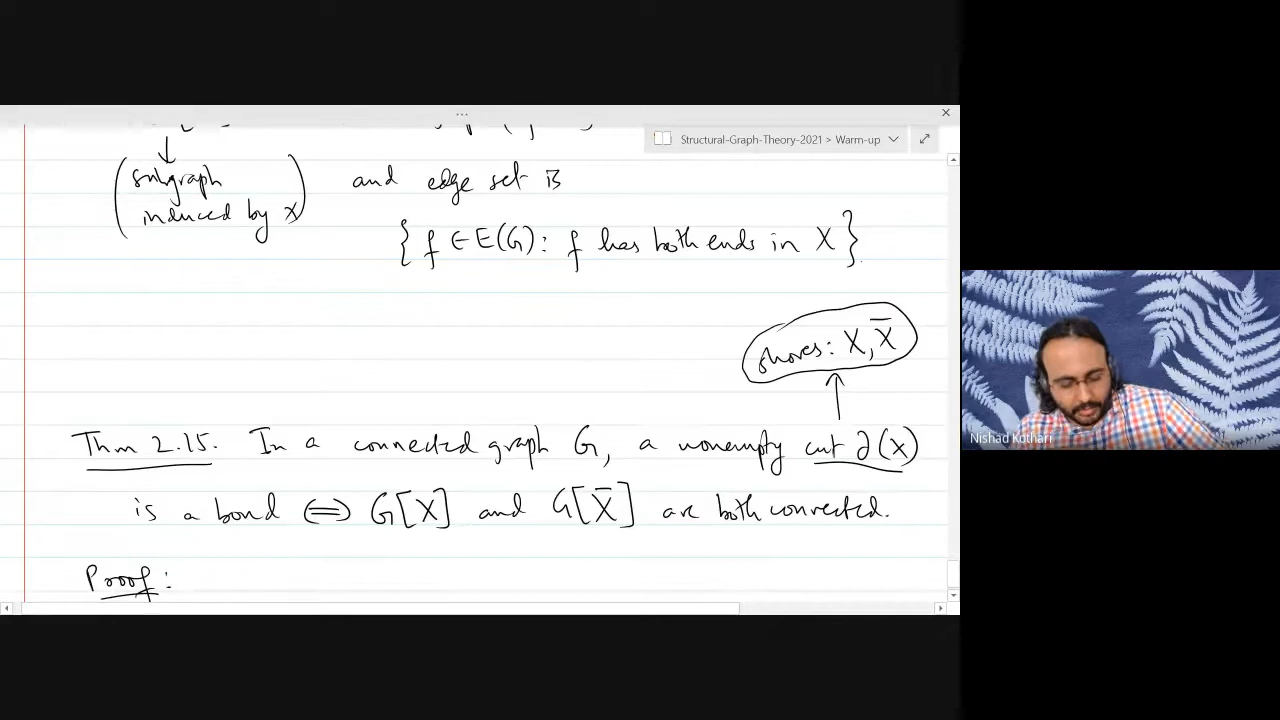 Structural-Graph-Theory-2021 > Warm-up
(subgraph induced by X)
and edge set is
{f ∈ E(G): f has both ends in X}.
shores: X, X̄
Thm 2.15. In a connected graph G, a nonempty cut ∂(X)
is a bond ⟺ G[X] and G[X̄] are both connected.
Proof:
Nishad Kothari